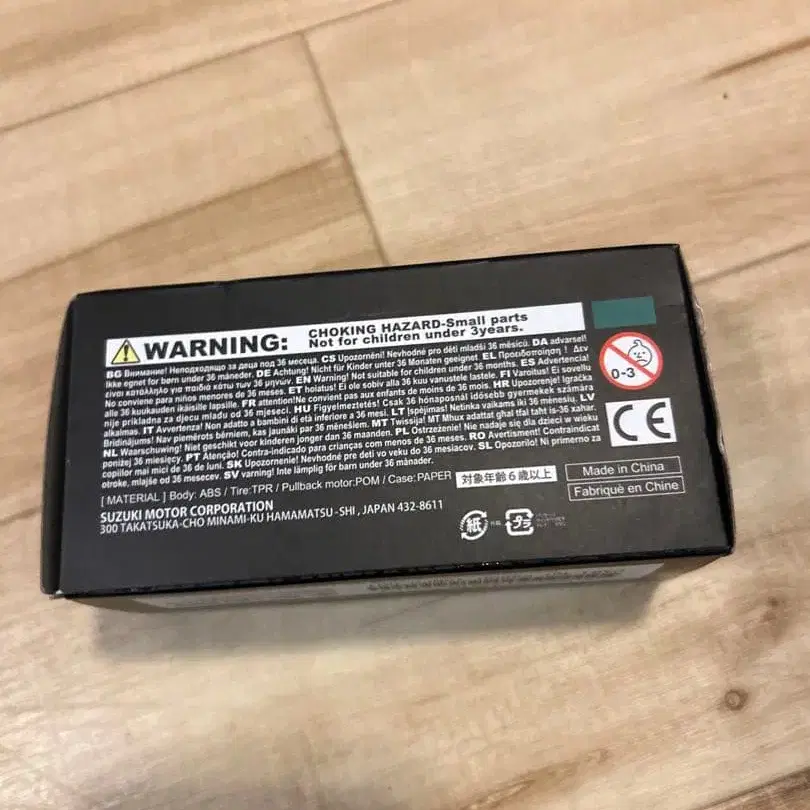 WARNING:
CHOKING HAZARD-Small parts
Not for children under 3years.
BG Внимание! Неподходящо за деца под 36 месеца. CS Upozornění! Nevhodné pro děti mladší 36 měsíců. DA advarsel!
Ikke egnet for børn under 36 måneder. DE Achtung! Nicht für Kinder unter 36 Monaten geeignet EL Προειδοποίηση ! Δεν
είναι κατάλληλο για παιδιά κάτω των 36 μηνών. EN Warning! Not suitable for children under 36 months. ES Advertencia!
No conviene para niños menores de 36 meses. ET hoiatus! Ei ole sobiv alla 36 kuu vanustele lastele. FI Varoitus! Ei sovellu
alle 36 kuukauden ikäisille lapsille. FR attention!Ne convient pas aux enfants de moins de 36 mois. HR Upozorenje! Igračka
nije prikladna za djecu mlađu od 36 mjeseci. HU Figyelmeztetés! Csak 36 hónaposnál idősebb gyermekek számára
alkalmas. IT Avvertenza! Non adatto a bambini di età inferiore a 36 mesi. LT Įspėjimas! Netinka vaikams iki 36 mėnesių. LV
Brīdinājums! Nav piemērots bērniem, kas jaunāki par 36 mēnešiem. MT Twissija! MT Mhux addattat għal tfal taħt is-36 xahar.
NL Waarschuwing! Niet geschikt voor kinderen jonger dan 36 maanden. PL Ostrzeżenie! Nie nadaje się dla dzieci w wieku
poniżej 36 miesięcy. PT Atenção! Contra-indicado para crianças com menos de 36 meses. RO Avertisment! Contraindicat
copiilor mai mici de 36 de luni. SK Upozornenie! Nevhodné pre deti vo veku do 36 mesiacov. SL Opozorilo! Ni primerno za
otroke, mlajše od 36 mesecev. SV varning! Inte lämplig för barn under 36 månader.
0-3
CE
[ MATERIAL ] Body: ABS / Tire:TPR / Pullback motor:POM / Case:PAPER
対象年齢6歳以上
Made in China
Fabriqué en Chine
SUZUKI MOTOR CORPORATION
300 TAKATSUKA-CHO MINAMI-KU HAMAMATSU -SHI , JAPAN 432-8611
紙
プラ